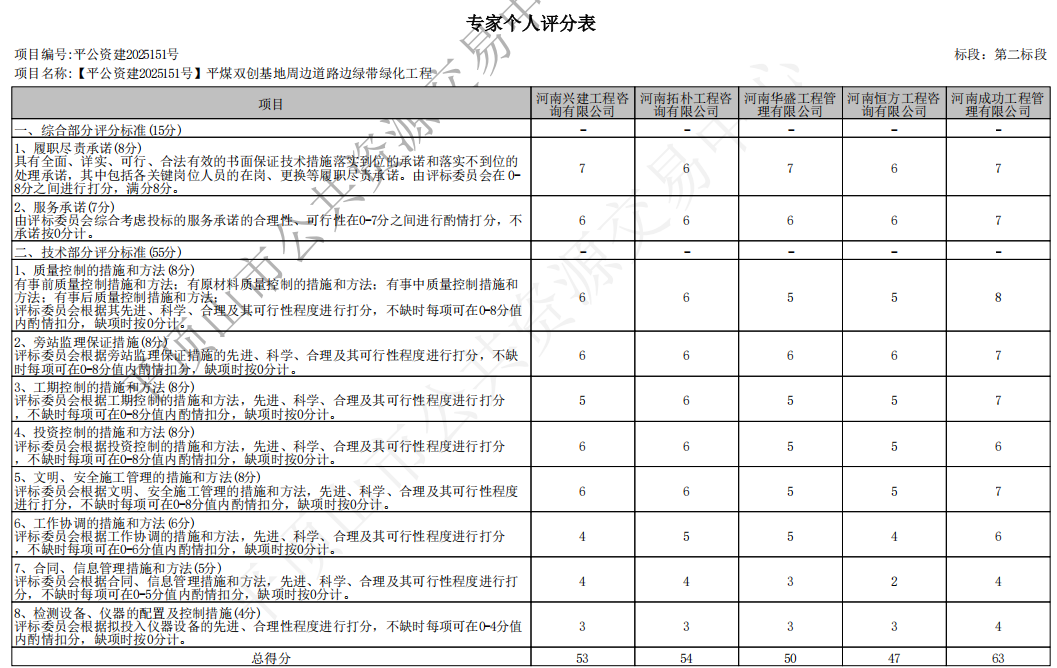 专家个人评分表
项目编号:平公资建2025151号 标段：第二标段
项目名称:【平公资建2025151号】平煤双创基地周边道路边绿带绿化工程
项目 河南兴建工程咨询有限公司 河南拓朴工程咨询有限公司 河南华盛工程管理有限公司 河南恒方工程咨询有限公司 河南成功工程管理有限公司
一、综合部分评分标准(15分) - - - - -
1、履职尽责承诺(8分)
具有全面、详实、可行、合法有效的书面保证技术措施落实到位的承诺和落实不到位的
处理承诺，其中包括各关键岗位人员的在岗、更换等履职尽责承诺。由评标委员会在0-
8分之间进行打分，满分8分。
7 6 7 6 7
2、服务承诺(7分)
由评标委员会综合考虑投标的服务承诺的合理性、可行性在0-7分之间进行酌情打分，不
承诺按0分计。
6 6 6 6 7
二、技术部分评分标准(55分) - - - - -
1、质量控制的措施和方法(8分)
有事前质量控制措施和方法；有原材料质量控制的措施和方法；有事中质量控制措施和
方法；有事后质量控制措施和方法；
评标委员会根据其先进、科学、合理及其可行性程度进行打分，不缺时每项可在0-8分值
内酌情扣分，缺项时按0分计。
6 6 5 5 8
2、旁站监理保证措施(8分)
评标委员会根据旁站监理保证措施的先进、科学、合理及其可行性程度进行打分，不缺
时每项可在0-8分值内酌情扣分，缺项时按0分计。
6 6 6 6 7
3、工期控制的措施和方法(8分)
评标委员会根据工期控制的措施和方法，先进、科学、合理及其可行性程度进行打分
，不缺时每项可在0-8分值内酌情扣分，缺项时按0分计。
5 6 5 5 7
4、投资控制的措施和方法(8分)
评标委员会根据投资控制的措施和方法，先进、科学、合理及其可行性程度进行打分
，不缺时每项可在0-8分值内酌情扣分，缺项时按0分计。
6 6 5 5 6
5、文明、安全施工管理的措施和方法(8分)
评标委员会根据文明、安全施工管理的措施和方法，先进、科学、合理及其可行性程度
进行打分，不缺时每项可在0-8分值内酌情扣分，缺项时按0分计。
6 6 5 5 7
6、工作协调的措施和方法(6分)
评标委员会根据工作协调的措施和方法，先进、科学、合理及其可行性程度进行打分
，不缺时每项可在0-6分值内酌情扣分，缺项时按0分计。
4 5 5 4 6
7、合同、信息管理措施和方法(5分)
评标委员会根据合同、信息管理措施和方法，先进、科学、合理及其可行性程度进行打
分，不缺时每项可在0-5分值内酌情扣分，缺项时按0分计。
4 4 3 2 4
8、检测设备、仪器的配置及控制措施(4分)
评标委员会根据拟投入仪器设备的先进、合理性程度进行打分，不缺时每项可在0-4分值
内酌情扣分，缺项时按0分计。
3 3 3 3 4
总得分 53 54 50 47 63
平顶山市公共资源交易中
平顶山市公共资源交易中心